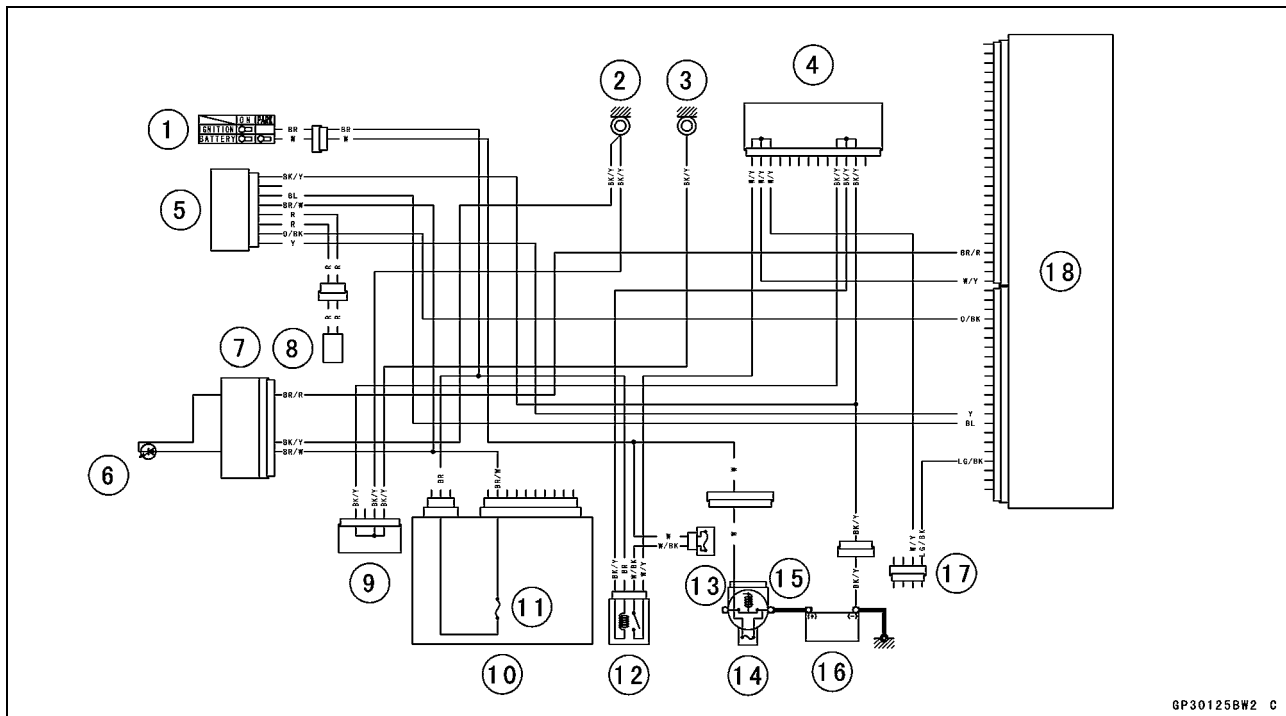 2
3
4
1
ON PARK
IGNITION
BATTERY
BR
W
BR
W
5
BK/Y
BL
BR/W
R
R
O/BK
Y
BK/Y
BK/Y
BK/Y
W/Y
W/Y
W/Y
BK/Y
BK/Y
BK/Y
18
BR/R
W/Y
O/BK
R
R
R
R
7
8
BR/R
BK/Y
BR/W
6
Y
BL
LG/BK
BR
BR/W
W
BK/Y
BK/Y
BK/Y
W
W/BK
W
BK/Y
W/Y
LG/BK
BK/Y
BR
W/BK
W/Y
BK/Y
9
11
13
15
17
(+)
(-)
10
12
14
16
GP30125BW2 C